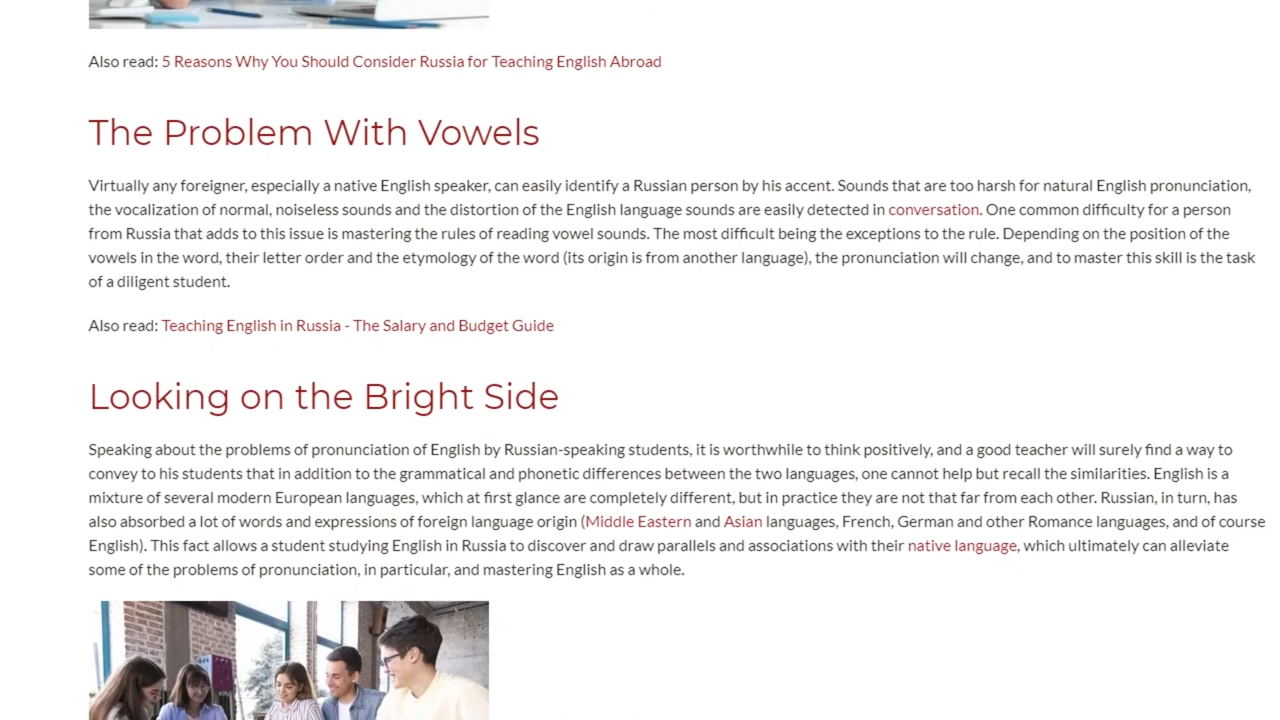 Also read: 5 Reasons Why You Should Consider Russia for Teaching English Abroad
The Problem With Vowels
Virtually any foreigner, especially a native English speaker, can easily identify a Russian person by his accent. Sounds that are too harsh for natural English pronunciation,
the vocalization of normal, noiseless sounds and the distortion of the English language sounds are easily detected in conversation. One common difficulty for a person
from Russia that adds to this issue is mastering the rules of reading vowel sounds. The most difficult being the exceptions to the rule. Depending on the position of the
vowels in the word, their letter order and the etymology of the word (its origin is from another language), the pronunciation will change, and to master this skill is the task
of a diligent student.
Also read: Teaching English in Russia - The Salary and Budget Guide
Looking on the Bright Side
Speaking about the problems of pronunciation of English by Russian-speaking students, it is worthwhile to think positively, and a good teacher will surely find a way to
convey to his students that in addition to the grammatical and phonetic differences between the two languages, one cannot help but recall the similarities. English is a
mixture of several modern European languages, which at first glance are completely different, but in practice they are not that far from each other. Russian, in turn, has
also absorbed a lot of words and expressions of foreign language origin (Middle Eastern and Asian languages, French, German and other Romance languages, and of course
English). This fact allows a student studying English in Russia to discover and draw parallels and associations with their native language, which ultimately can alleviate
some of the problems of pronunciation, in particular, and mastering English as a whole.